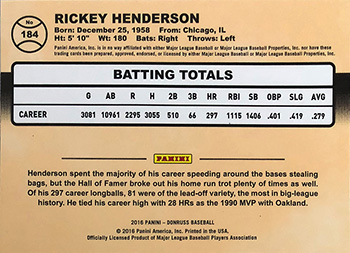 No
184
RICKEY HENDERSON
Born: December 25, 1958 From: Chicago, IL
Ht: 5' 10" Wt: 180 Bats: Right Throws: Left
Panini America, Inc. is in no way affiliated with either Major League Baseball or Major League Baseball Properties, Inc. nor have these
trading cards been prepared, approved, endorsed, or licensed by either Major League Baseball or Major League Baseball Properties, Inc.
BATTING TOTALS
G AB R H 2B 3B HR RBI SB OBP SLG AVG
CAREER 3081 10961 2295 3055 510 66 297 1115 1406 .401 .419 .279
PANINI
Henderson spent the majority of his career speeding around the bases stealing
bags, but the Hall of Famer broke out his home run trot plenty of times as well.
Of his 297 career longballs, 81 were of the lead-off variety, the most in big-league
history. He tied his career high with 28 HRs as the 1990 MVP with Oakland.
2016 PANINI – DONRUSS BASEBALL
© 2016 Panini America, Inc. Printed in the USA.
Officially Licensed Product of Major League Baseball Players Association